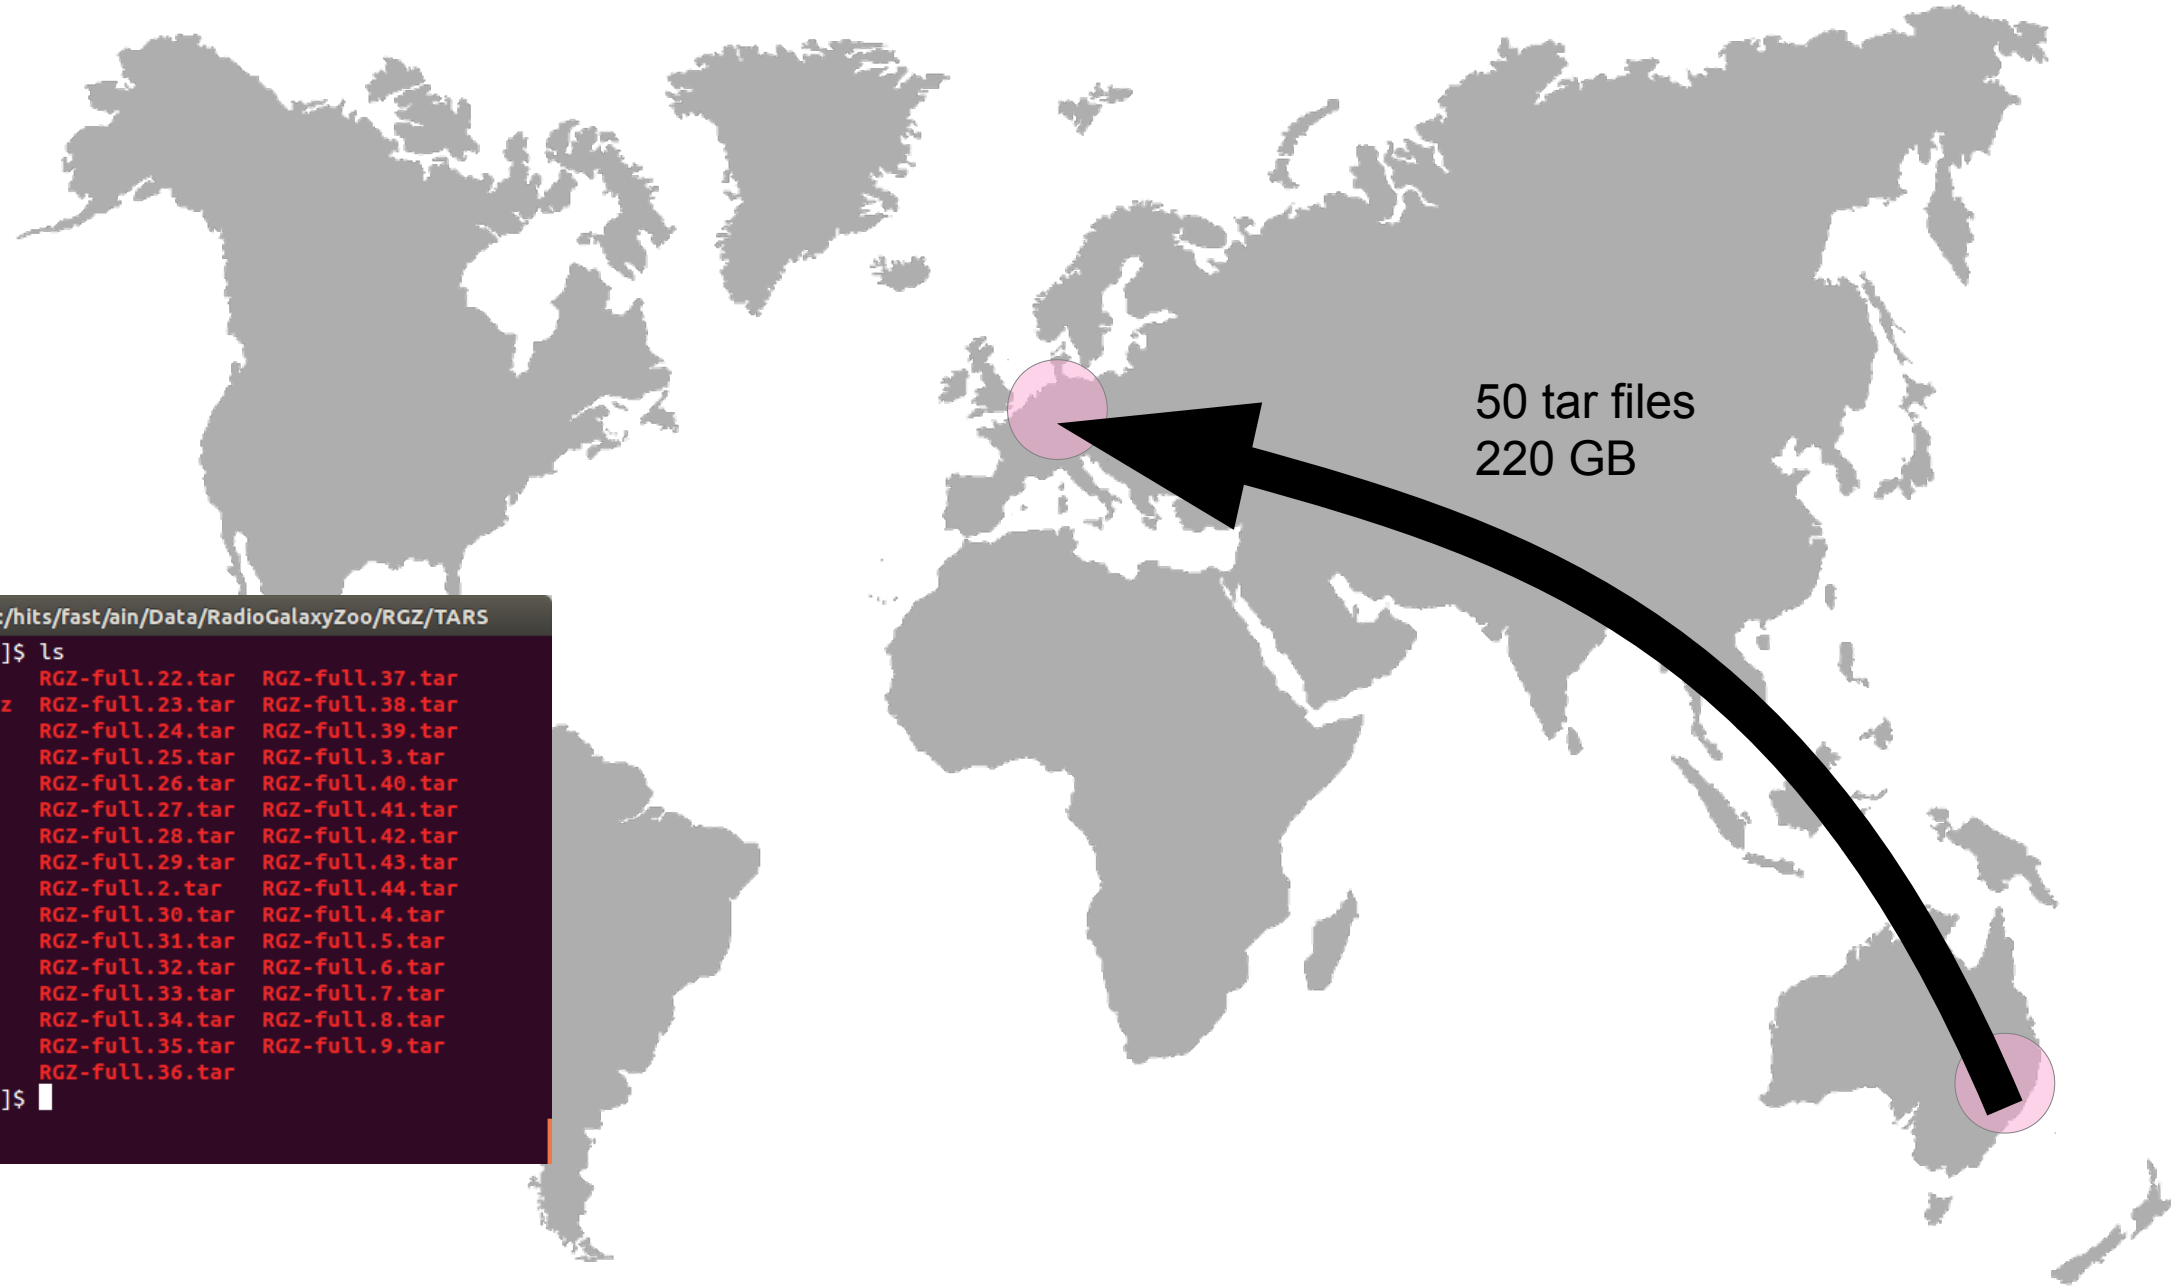 50 tar files
220 GB
:/hits/fast/ain/Data/RadioGalaxyZoo/RGZ/TARS
]$ ls
RGZ-full.22.tar RGZ-full.37.tar
z RGZ-full.23.tar RGZ-full.38.tar
RGZ-full.24.tar RGZ-full.39.tar
RGZ-full.25.tar RGZ-full.3.tar
RGZ-full.26.tar RGZ-full.40.tar
RGZ-full.27.tar RGZ-full.41.tar
RGZ-full.28.tar RGZ-full.42.tar
RGZ-full.29.tar RGZ-full.43.tar
RGZ-full.2.tar RGZ-full.44.tar
RGZ-full.30.tar RGZ-full.4.tar
RGZ-full.31.tar RGZ-full.5.tar
RGZ-full.32.tar RGZ-full.6.tar
RGZ-full.33.tar RGZ-full.7.tar
RGZ-full.34.tar RGZ-full.8.tar
RGZ-full.35.tar RGZ-full.9.tar
RGZ-full.36.tar
]$